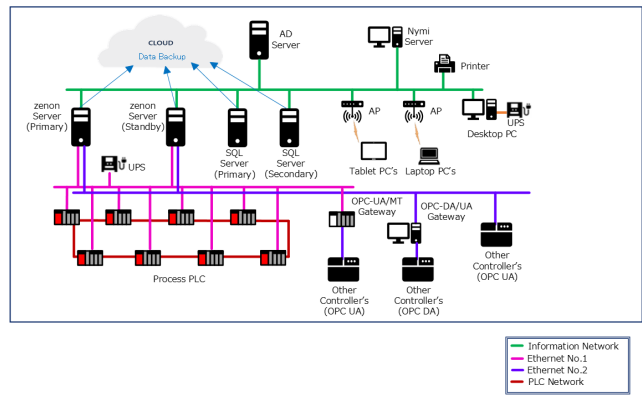 CLOUD
Data Backup
AD
Server
Nymi
Server
Printer
zenon
Server
(Primary)
zenon
Server
(Standby)
SQL
Server
(Primary)
SQL
Server
(Secondary)
AP
AP
Tablet PC's
Laptop PC's
UPS
Desktop PC
UPS
OPC-UA/MT
Gateway
OPC-DA/UA
Gateway
Process PLC
Other
Controller's
(OPC UA)
Other
Controller's
(OPC DA)
Other
Controller's
(OPC UA)
Information Network
Ethernet No.1
Ethernet No.2
PLC Network